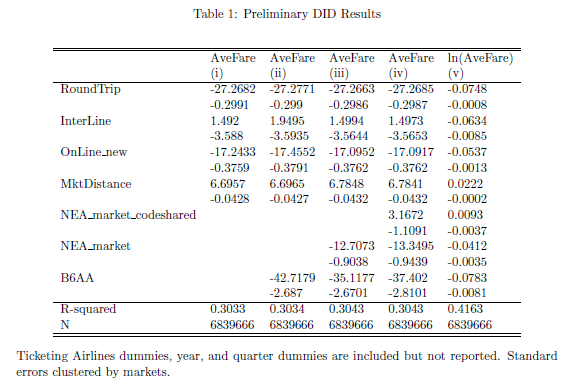 Table 1: Preliminary DID Results
AveFare AveFare AveFare AveFare ln(AveFare)
(i) (ii) (iii) (iv) (v)
RoundTrip -27.2682 -27.2771 -27.2663 -27.2685 -0.0748
-0.2991 -0.299 -0.2986 -0.2987 -0.0008
InterLine 1.492 1.9495 1.4994 1.4973 -0.0634
-3.588 -3.5935 -3.5644 -3.5653 -0.0085
OnLine_new -17.2433 -17.4552 -17.0952 -17.0917 -0.0537
-0.3759 -0.3791 -0.3762 -0.3762 -0.0013
MktDistance 6.6957 6.6965 6.7848 6.7841 0.0222
-0.0428 -0.0427 -0.0432 -0.0432 -0.0002
NEA_market_codeshared 3.1672 0.0093
-1.1091 -0.0037
NEA_market -12.7073 -13.3495 -0.0412
-0.9038 -0.9439 -0.0035
B6AA -42.7179 -35.1177 -37.402 -0.0783
-2.687 -2.6701 -2.8101 -0.0081
R-squared 0.3033 0.3034 0.3043 0.3043 0.4163
N 6839666 6839666 6839666 6839666 6839666
Ticketing Airlines dummies, year, and quarter dummies are included but not reported. Standard
errors clustered by markets.